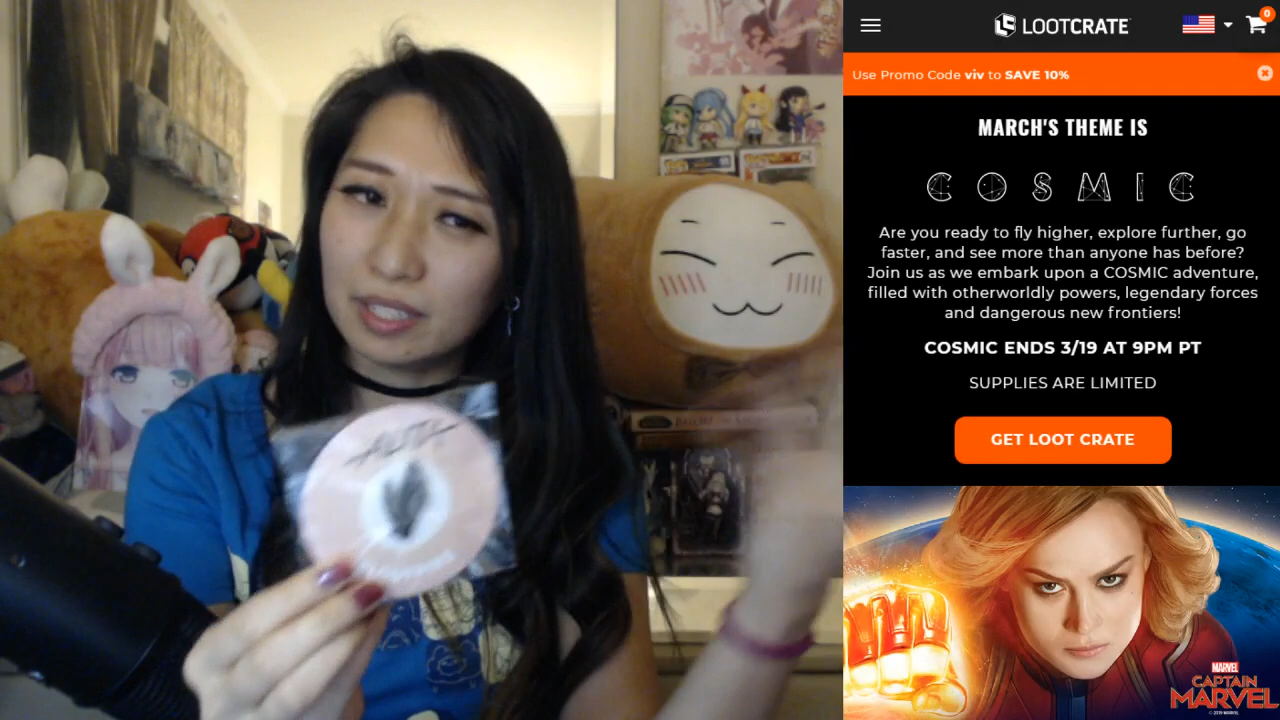 LOOTCRATE
0
Use Promo Code viv to SAVE 10%
MARCH'S THEME IS
COSMIC
Are you ready to fly higher, explore further, go
faster, and see more than anyone has before?
Join us as we embark upon a COSMIC adventure,
filled with otherworldly powers, legendary forces
and dangerous new frontiers!
COSMIC ENDS 3/19 AT 9PM PT
SUPPLIES ARE LIMITED
GET LOOT CRATE
MARVEL
CAPTAIN
MARVEL
© 2019 MARVEL